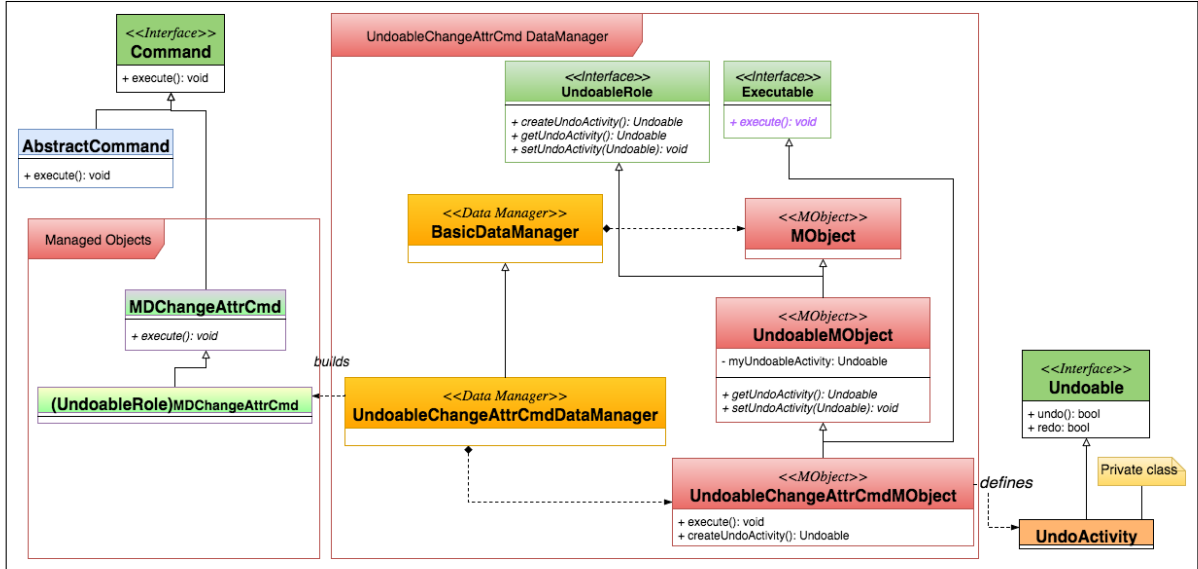 <<Interface>>
Command
+ execute(): void
AbstractCommand
+ execute(): void
Managed Objects
MDChangeAttrCmd
+ execute(): void
(UndoableRole)MDChangeAttrCmd
builds
UndoableChangeAttrCmd DataManager
<<Interface>>
UndoableRole
+ createUndoActivity(): Undoable
+ getUndoActivity(): Undoable
+ setUndoActivity(Undoable): void
<<Interface>>
Executable
+ execute(): void
<<Data Manager>>
BasicDataManager
<<MObject>>
MObject
<<MObject>>
UndoableMObject
- myUndoableActivity: Undoable
+ getUndoActivity(): Undoable
+ setUndoActivity(Undoable): void
<<Data Manager>>
UndoableChangeAttrCmdDataManager
<<MObject>>
UndoableChangeAttrCmdMObject
+ execute(): void
+ createUndoActivity(): Undoable
defines
<<Interface>>
Undoable
+ undo(): bool
+ redo: bool
Private class
UndoActivity